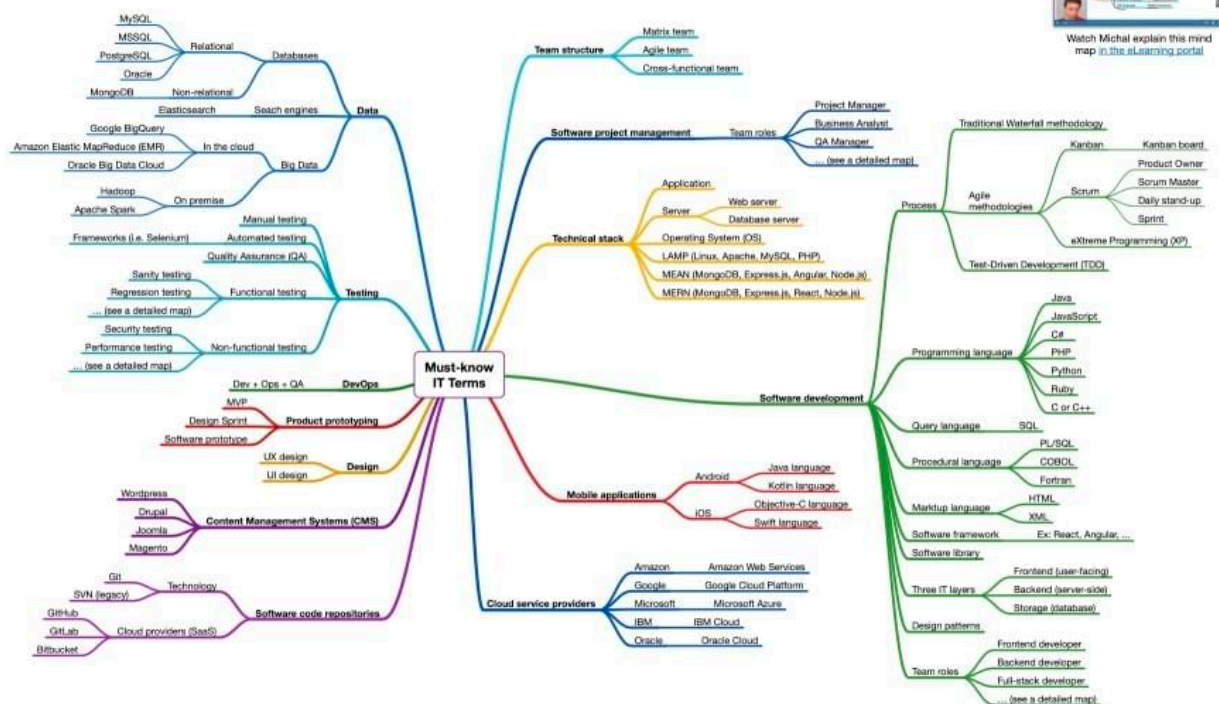 Watch Michal explain this mind
map in the eLearning portal
Must-know
IT Terms
Data
Databases
Relational
MySQL
MSSQL
PostgreSQL
Oracle
Non-relational
MongoDB
Seach engines
Elasticsearch
Big Data
In the cloud
Google BigQuery
Amazon Elastic MapReduce (EMR)
Oracle Big Data Cloud
On premise
Hadoop
Apache Spark
Testing
Manual testing
Automated testing
Frameworks (i.e. Selenium)
Quality Assurance (QA)
Functional testing
Sanity testing
Regression testing
... (see a detailed map)
Non-functional testing
Security testing
Performance testing
... (see a detailed map)
DevOps
Dev + Ops + QA
Product prototyping
MVP
Design Sprint
Software prototype
Design
UX design
UI design
Content Management Systems (CMS)
Wordpress
Drupal
Joomla
Magento
Software code repositories
Technology
Git
SVN (legacy)
Cloud providers (SaaS)
GitHub
GitLab
Bitbucket
Team structure
Matrix team
Agile team
Cross-functional team
Software project management
Team roles
Project Manager
Business Analyst
QA Manager
... (see a detailed map)
Technical stack
Application
Server
Web server
Database server
Operating System (OS)
LAMP (Linux, Apache, MySQL, PHP)
MEAN (MongoDB, Express.js, Angular, Node.js)
MERN (MongoDB, Express.js, React, Node.js)
Software development
Process
Traditional Waterfall methodology
Agile
methodologies
Kanban
Kanban board
Scrum
Product Owner
Scrum Master
Daily stand-up
Sprint
eXtreme Programming (XP)
Test-Driven Development (TDD)
Programming language
Java
JavaScript
C#
PHP
Python
Ruby
C or C++
Query language
SQL
Procedural language
PL/SQL
COBOL
Fortran
Marktup language
HTML
XML
Software framework
Ex: React, Angular, ...
Software library
Three IT layers
Frontend (user-facing)
Backend (server-side)
Storage (database)
Design patterns
Team roles
Frontend developer
Backend developer
Full-stack developer
... (see a detailed map)
Mobile applications
Android
Java language
Kotlin language
iOS
Objective-C language
Swift language
Cloud service providers
Amazon
Amazon Web Services
Google
Google Cloud Platform
Microsoft
Microsoft Azure
IBM
IBM Cloud
Oracle
Oracle Cloud